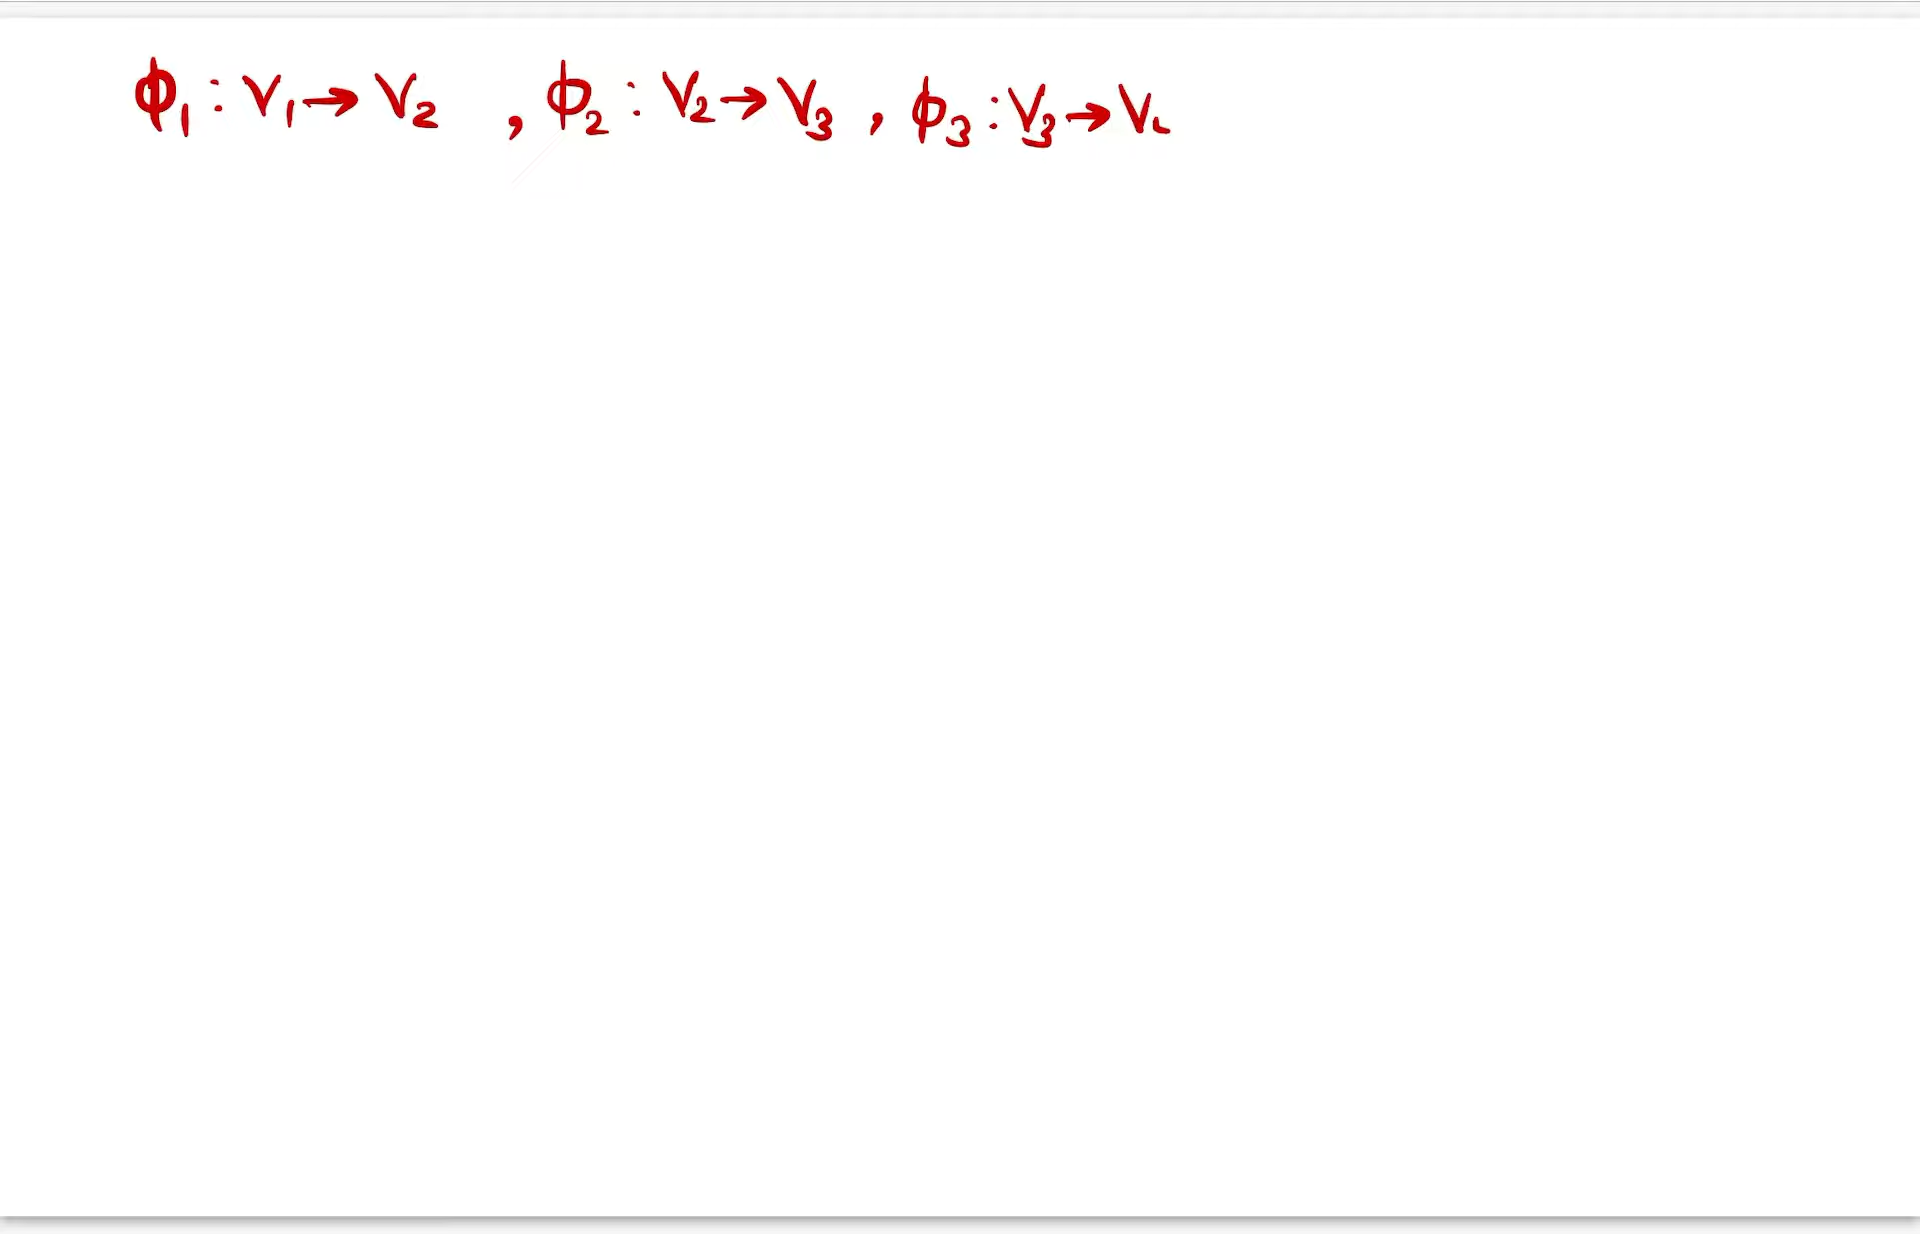 ϕ₁ : V₁ → V₂ , ϕ₂ : V₂ → V₃ , ϕ₃ : V₃ → V